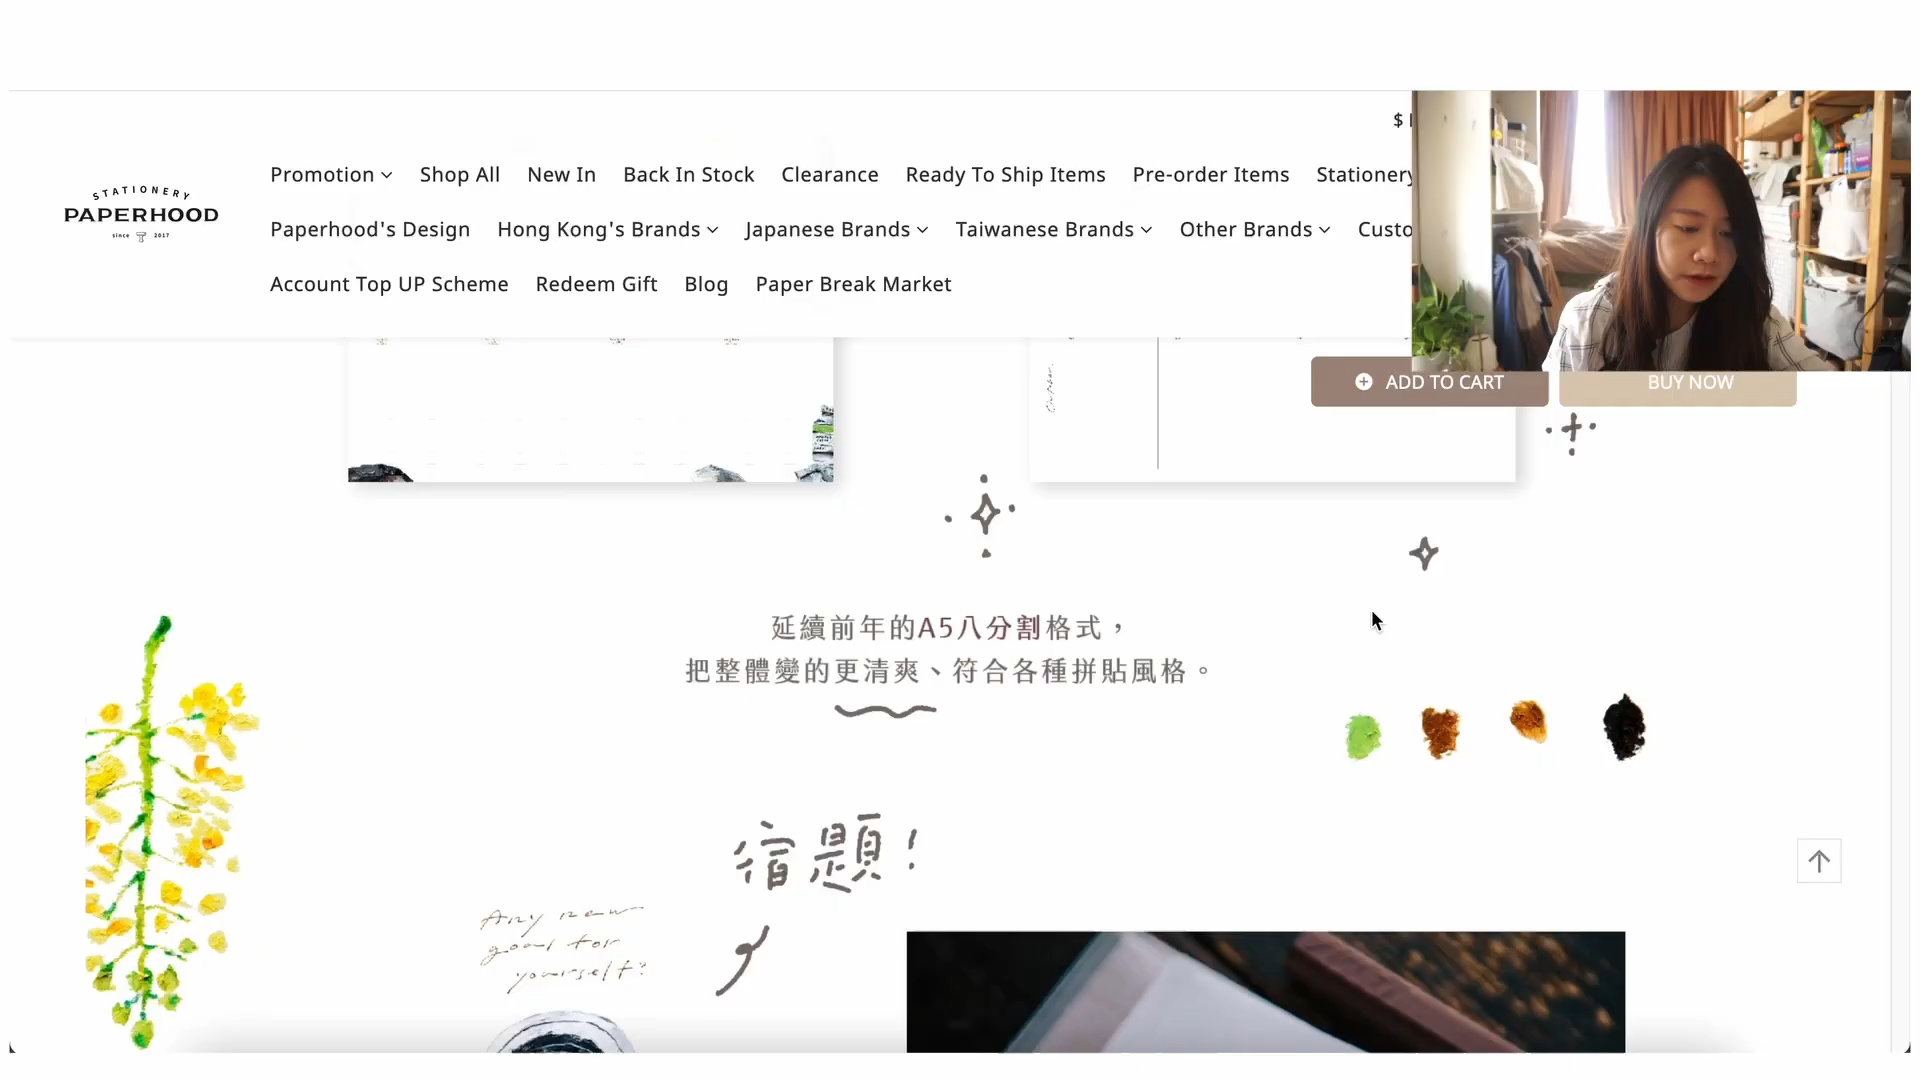 $
STATIONERY
PAPERHOOD
since 2017
Promotion Shop All New In Back In Stock Clearance Ready To Ship Items Pre-order Items Stationery
Paperhood's Design Hong Kong's Brands Japanese Brands Taiwanese Brands Other Brands Custo
Account Top UP Scheme Redeem Gift Blog Paper Break Market
ADD TO CART
BUY NOW
延續前年的A5八分割格式，
把整體變的更清爽、符合各種拼貼風格。
宿題！
Any new
goal for
yourself?